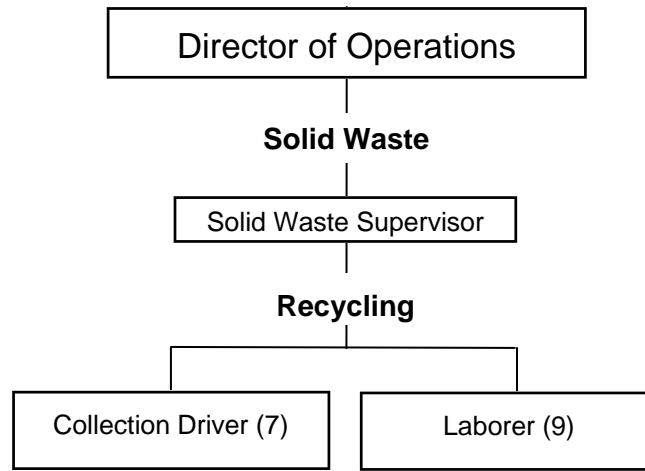 Director of Operations
Solid Waste
Solid Waste Supervisor
Recycling
Collection Driver (7)
Laborer (9)